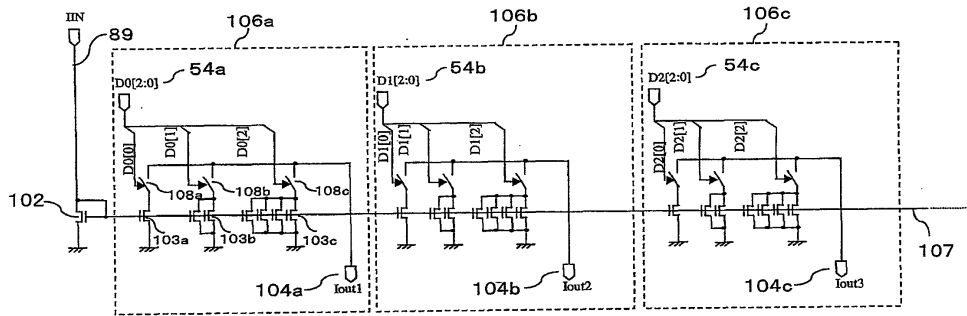 106a
106b
106c
IIN
89
54a
54b
54c
D0[2:0]
D1[2:0]
D2[2:0]
D0[0]
D0[1]
D0[2]
D1[0]
D1[1]
D1[2]
D2[0]
D2[1]
D2[2]
108a
108b
108c
102
103a
103b
103c
107
104a
Iout1
104b
Iout2
104c
Iout3